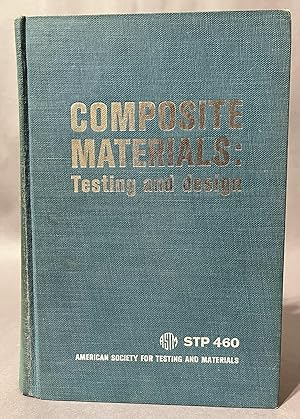 COMPOSITE
MATERIALS:
Testing and design
ASTM STP 460
AMERICAN SOCIETY FOR TESTING AND MATERIALS